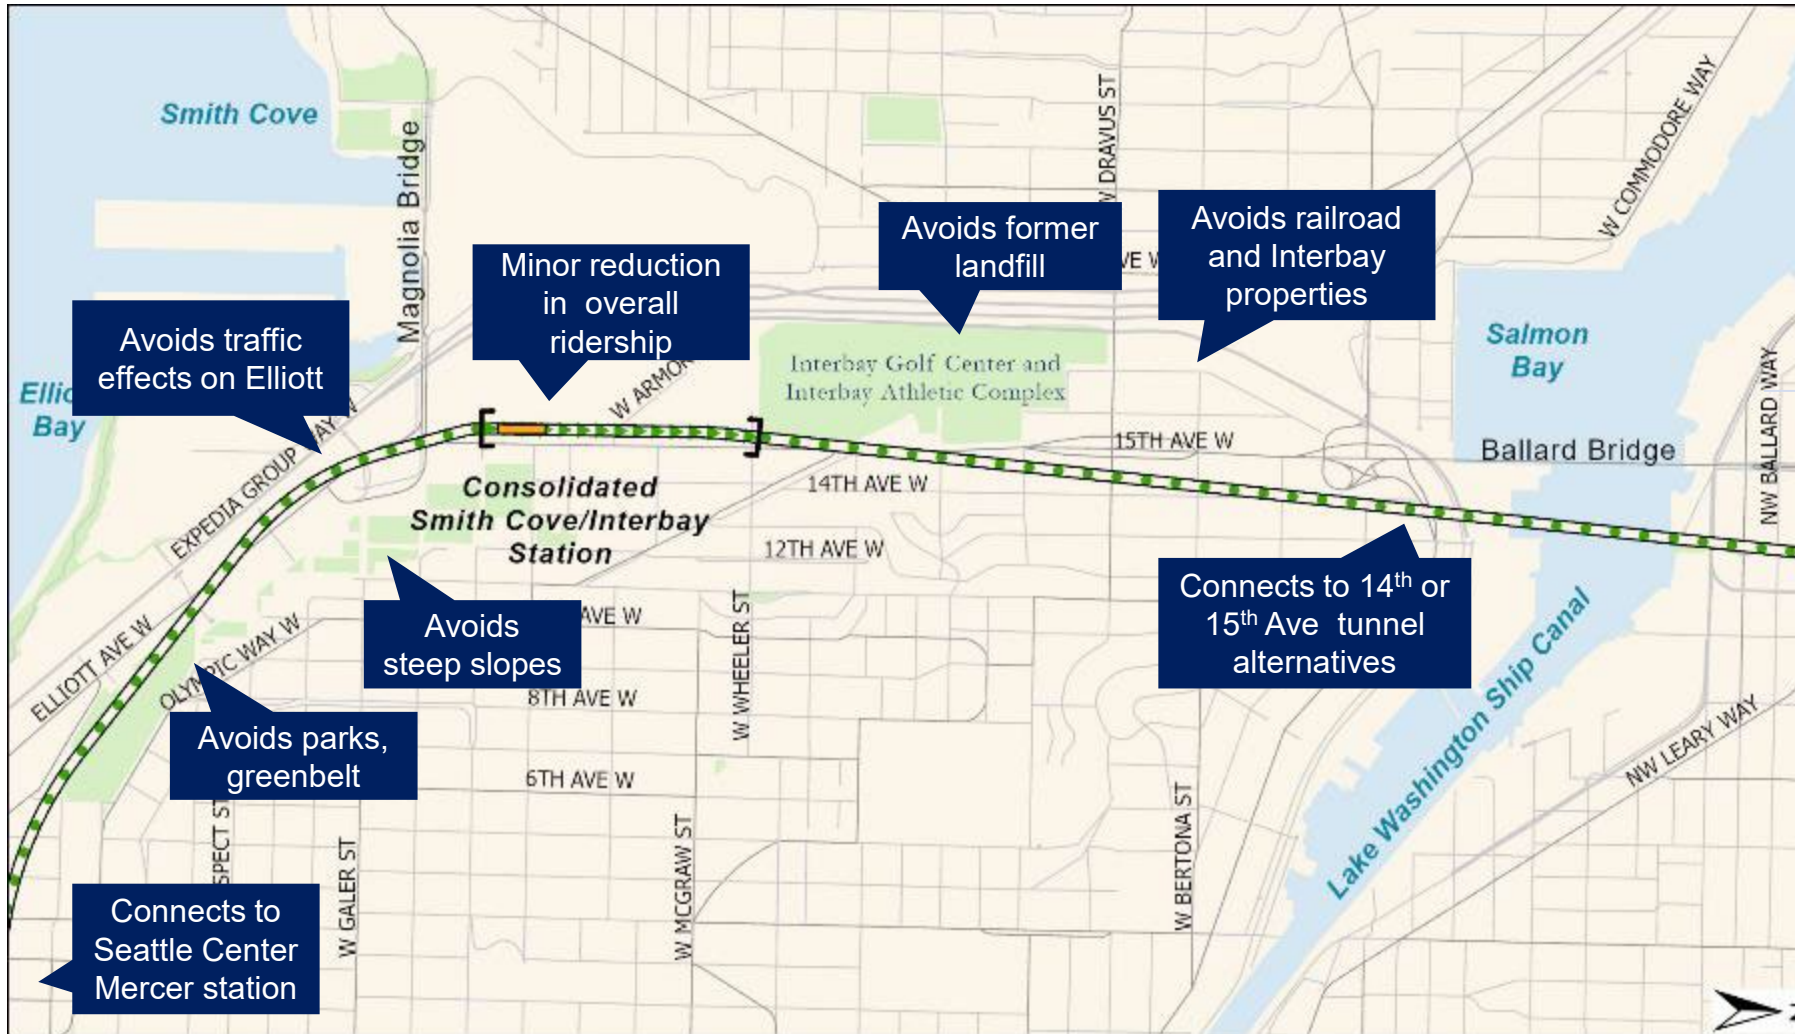 Smith Cove
Magnolia Bridge
W DRAVUS ST
W COMMODORE WAY
Avoids former
landfill
Avoids railroad
and Interbay
properties
Minor reduction
in overall
ridership
Avoids traffic
effects on Elliott
Bay
Salmon
Bay
Interbay Golf Center and
Interbay Athletic Complex
EXPEDIA GROUP WAY W
15TH AVE W
Ballard Bridge
NW BALLARD WAY
14TH AVE W
Consolidated
Smith Cove/Interbay
Station
12TH AVE W
AVE W
Connects to 14th or
15th Ave tunnel
alternatives
Avoids
steep slopes
ELLIOTT AVE W
OLYMPIC WAY W
W WHEELER ST
8TH AVE W
Avoids parks,
greenbelt
6TH AVE W
Lake Washington Ship Canal
NW LEARY WAY
W GALER ST
W MCGRAW ST
W BERTONA ST
Connects to
Seattle Center
Mercer station